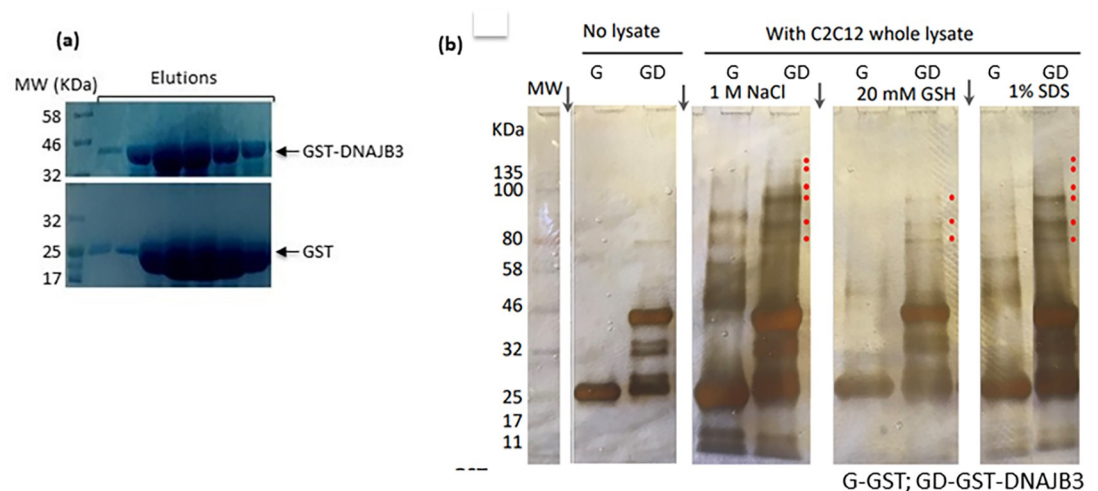 (a)
MW (KDa)
Elutions
58
46
32
GST-DNAJB3
32
25
17
GST
(b)
No lysate
With C2C12 whole lysate
MW
G GD
G GD
1 M NaCl
G GD
20 mM GSH
G GD
1% SDS
KDa
135
100
80
58
46
32
25
17
11
G-GST; GD-GST-DNAJB3